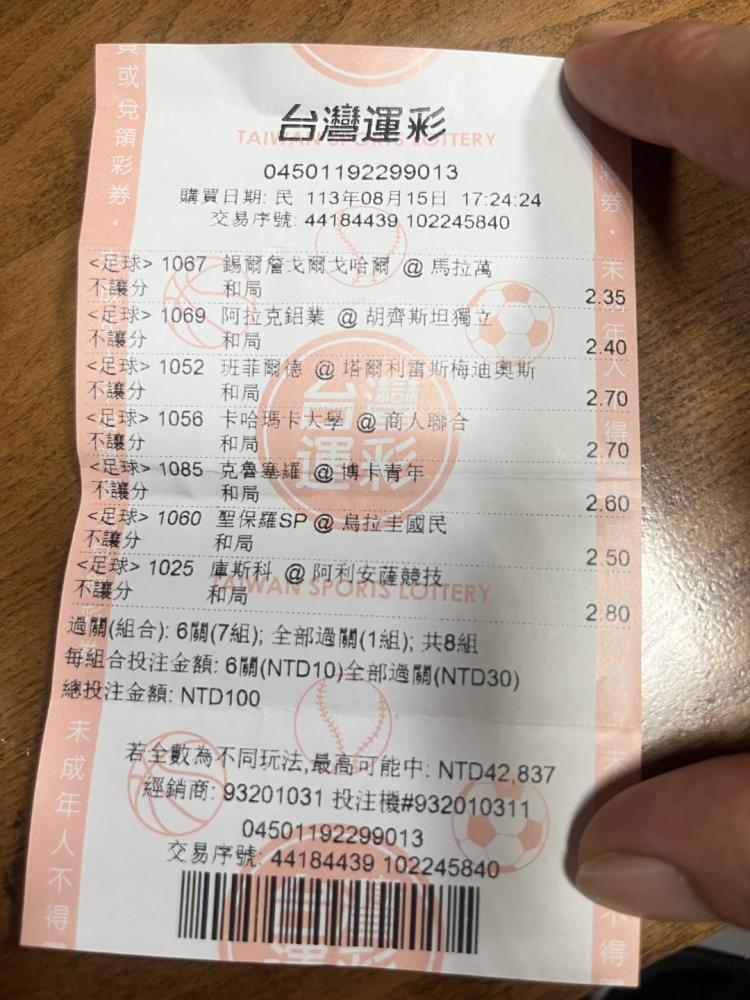 台灣運彩
TAIWAN SPORTS LOTTERY
04501192299013
購買日期: 民 113年08月15日 17:24:24
交易序號: 44184439 102245840
<足球> 1067 錫爾詹戈爾戈哈爾 @ 馬拉萬
不讓分 和局 2.35
<足球> 1069 阿拉克鋁業 @ 胡齊斯坦獨立
不讓分 和局 2.40
<足球> 1052 班菲爾德 @ 塔爾利雷斯梅迪奧斯
不讓分 和局 2.70
<足球> 1056 卡哈瑪卡大學 @ 商人聯合
不讓分 和局 2.70
<足球> 1085 克魯塞羅 @ 博卡青年
不讓分 和局 2.60
<足球> 1060 聖保羅SP @ 烏拉圭國民
不讓分 和局 2.50
<足球> 1025 庫斯科 @ 阿利安薩競技
不讓分 和局 2.80
TAIWAN SPORTS LOTTERY
過關(組合): 6關(7組); 全部過關(1組); 共8組
每組合投注金額: 6關(NTD10)全部過關(NTD30)
總投注金額: NTD100
若全數為不同玩法,最高可能中: NTD42,837
經銷商: 93201031 投注機#932010311
04501192299013
交易序號: 44184439 102245840
或兌領彩券．
未成年人不得
台灣運彩